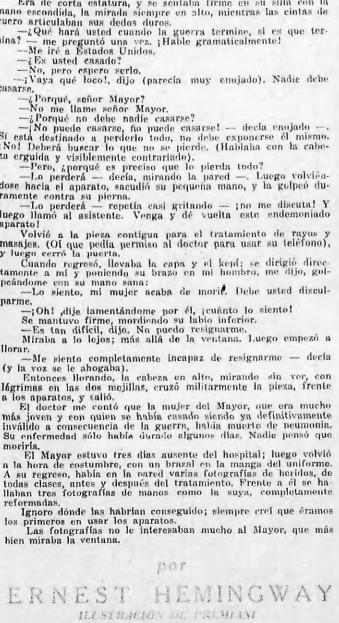 Era de corta estatura, y se sentaba firme en su silla con la
mano escondida, la mirada siempre en alto, mientras las cintas de
cuero articulaban sus dedos duros.
—¿Qué hará usted cuando la guerra termine, si es que ter-
mina? — me preguntó una vez. ¡Hable gramaticalmente!
—Me iré a Estados Unidos.
—¿Es usted casado?
—No, pero espero serlo.
—¡Vaya qué loco!, dijo (parecía muy enojado). Nadie debe
casarse.
—¿Porqué, señor Mayor?
—No me llame señor Mayor.
—¿Porqué no debe nadie casarse?
—¡No puede casarse, no puede casarse! — decía enojado —.
Si está destinado a perderlo todo, no debe exponerse él mismo.
¡No! Deberá buscar lo que no se pierde. (Hablaba con la cabe-
za erguida y visiblemente contrariado).
—Pero, ¿porqué es preciso que lo pierda todo?
—Lo perderá — decía, mirando la pared —. Luego volvién-
dose hacia el aparato, sacudió su pequeña mano, y la golpeó du-
ramente contra su pierna.
—Lo perderá — repetía casi gritando — ¡no me discuta! Y
luego llamó al asistente. Venga y dé vuelta este endemoniado
aparato!
Volvió a la pieza contigua para el tratamiento de rayos y
masajes. (Oí que pedía permiso al doctor para usar su teléfono),
y luego cerró la puerta.
Cuando regresó, llevaba la capa y el kepí; se dirigió direc-
tamente a mí y poniendo su brazo en mi hombro, me dijo, gol-
peándome con su mano sana:
—Lo siento, mi mujer acaba de morir. Debe usted discul-
parme.
—¡Oh! ,dije lamentándome por él, ¡cuánto lo siento!
Se mantuvo firme, mordiendo su labio inferior.
—Es tan difícil, dijo. No puedo resignarme.
Miraba a lo lejos; más allá de la ventana. Luego empezó a
llorar.
—Me siento completamente incapaz de resignarme — decía
(y la voz se le ahogaba).
Entonces llorando, la cabeza en alto, mirando sin ver, con
lágrimas en las dos mejillas, cruzó militarmente la pieza, frente
a los aparatos, y salió.
El doctor me contó que la mujer del Mayor, que era mucho
más joven y con quien se había casado siendo ya definitivamente
inválido a consecuencia de la guerra, había muerto de neumonía.
Su enfermedad sólo había durado algunos días. Nadie pensó que
moriría.
El Mayor estuvo tres días ausente del hospital; luego volvió
a la hora de costumbre, con un brazal en la manga del uniforme.
A su regreso, había en la pared varias fotografías de heridos, de
todas clases, antes y después del tratamiento. Frente a él se ha
llaban tres fotografías de manos como la suya, completamente
reformadas.
Ignoro dónde las habrían conseguido; siempre creí que éramos
los primeros en usar los aparatos.
Las fotografías no le interesaban mucho al Mayor, que más
bien miraba la ventana.
por
ERNEST HEMINGWAY
ILUSTRACION DE PREMIANI